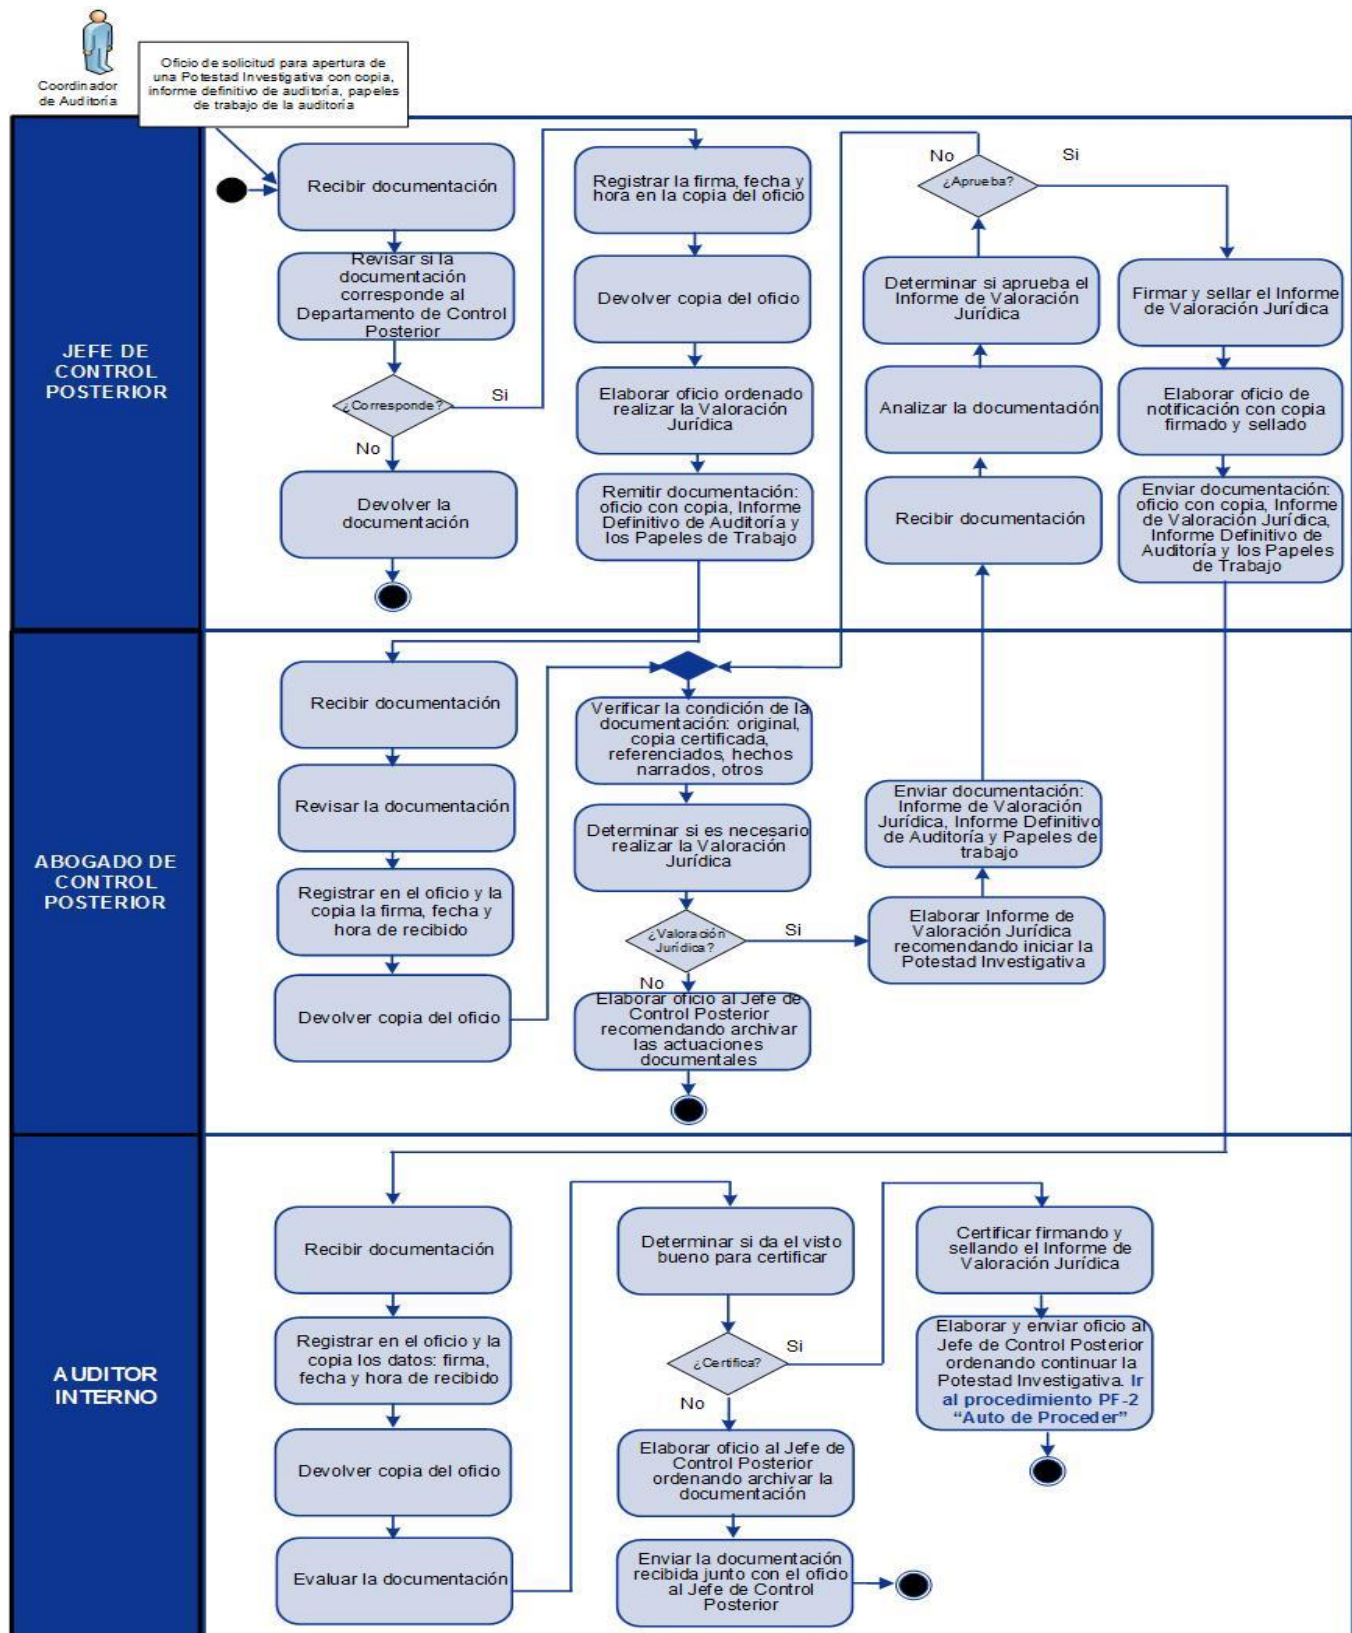 Coordinador
de Auditoría
Oficio de solicitud para apertura de
una Potestad Investigativa con copia,
informe definitivo de auditoría, papeles
de trabajo de la auditoría
JEFE DE
CONTROL
POSTERIOR
Recibir documentación
Revisar si la
documentación
corresponde al
Departamento de Control
Posterior
¿Corresponde?
Si
No
Devolver la
documentación
Registrar la firma, fecha y
hora en la copia del oficio
Devolver copia del oficio
Elaborar oficio ordenado
realizar la Valoración
Jurídica
Remitir documentación:
oficio con copia, Informe
Definitivo de Auditoría y
los Papeles de Trabajo
No
Si
¿Aprueba?
Determinar si aprueba el
Informe de Valoración
Jurídica
Analizar la documentación
Recibir documentación
Firmar y sellar el Informe
de Valoración Jurídica
Elaborar oficio de
notificación con copia
firmado y sellado
Enviar documentación:
oficio con copia, Informe
de Valoración Jurídica,
Informe Definitivo de
Auditoría y los Papeles
de Trabajo
ABOGADO DE
CONTROL
POSTERIOR
Recibir documentación
Revisar la documentación
Registrar en el oficio y la
copia la firma, fecha y
hora de recibido
Devolver copia del oficio
Verificar la condición de la
documentación: original,
copia certificada,
referenciados, hechos
narrados, otros
Determinar si es necesario
realizar la Valoración
Jurídica
¿Valoración
Jurídica?
Si
No
Elaborar oficio al Jefe de
Control Posterior
recomendando archivar
las actuaciones
documentales
Enviar documentación:
Informe de Valoración
Jurídica, Informe Definitivo
de Auditoría y Papeles de
trabajo
Elaborar Informe de
Valoración Jurídica
recomendando iniciar la
Potestad Investigativa
AUDITOR
INTERNO
Recibir documentación
Registrar en el oficio y la
copia los datos: firma,
fecha y hora de recibido
Devolver copia del oficio
Evaluar la documentación
Determinar si da el visto
bueno para certificar
¿Certifica?
Si
No
Elaborar oficio al Jefe de
Control Posterior
ordenando archivar la
documentación
Enviar la documentación
recibida junto con el oficio
al Jefe de Control
Posterior
Certificar firmando y
sellando el Informe de
Valoración Jurídica
Elaborar y enviar oficio al
Jefe de Control Posterior
ordenando continuar la
Potestad Investigativa. Ir
al procedimiento PF-2
“Auto de Proceder”